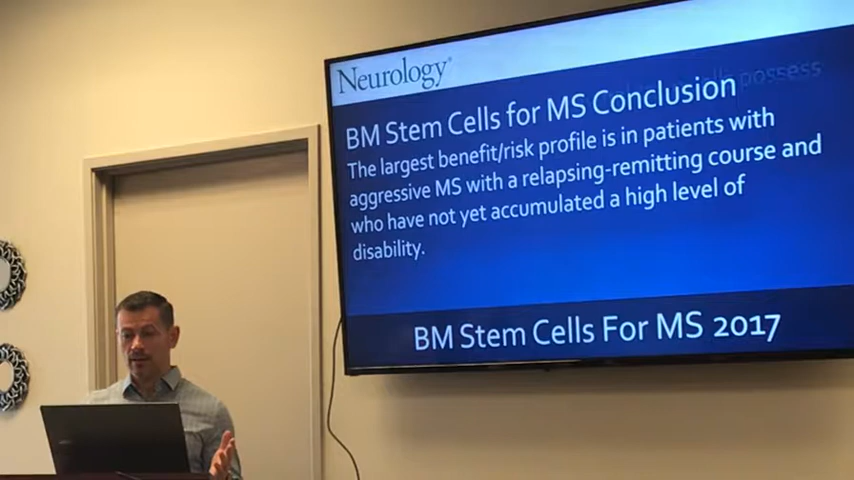 Neurology®
BM Stem Cells for MS Conclusion
possess
The largest benefit/risk profile is in patients with
aggressive MS with a relapsing-remitting course and
who have not yet accumulated a high level of
disability.
BM Stem Cells For MS 2017